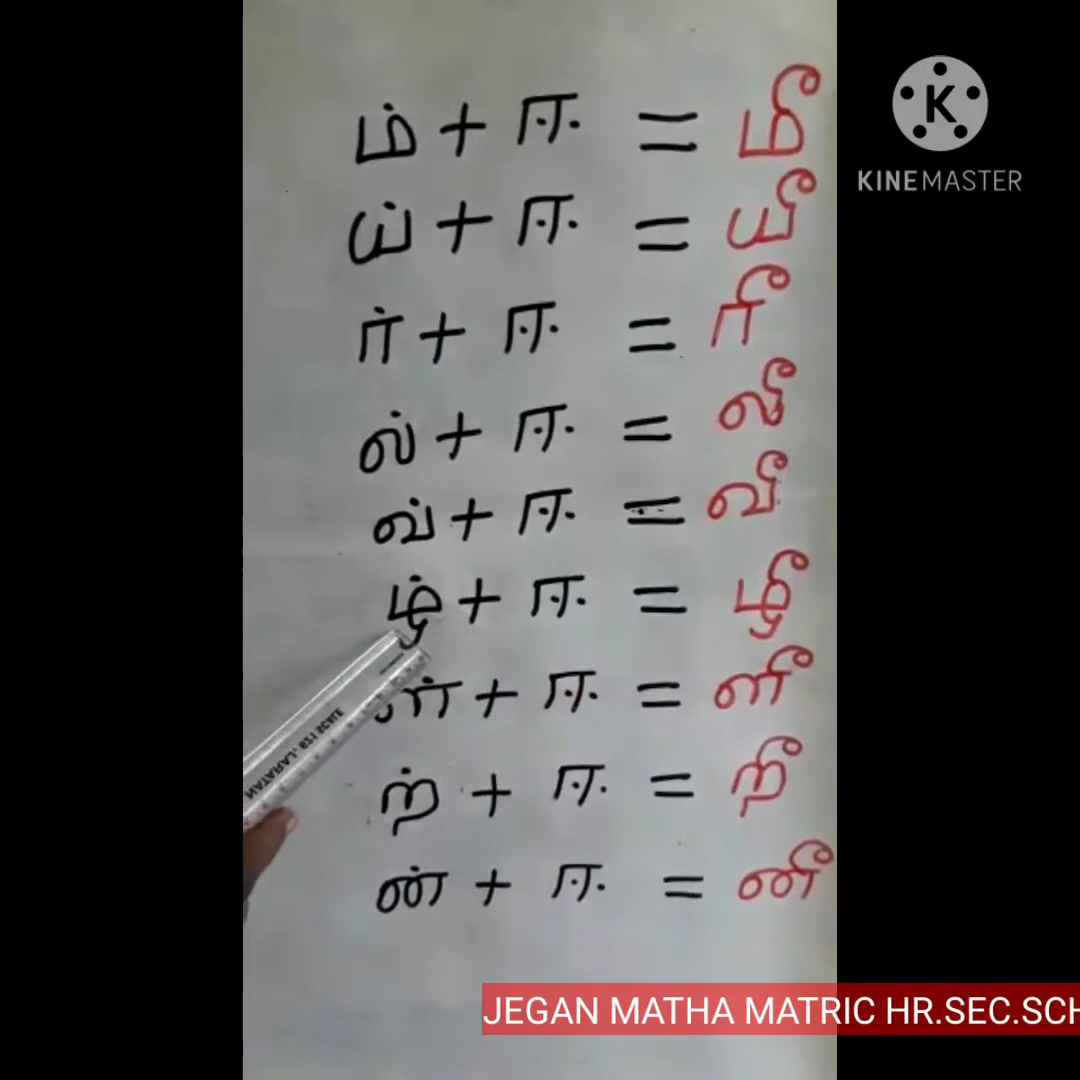 ம் + ஈ = மீ
ய் + ஈ = யீ
ர் + ஈ = ரீ
ல் + ஈ = லீ
வ் + ஈ = வீ
ழ் + ஈ = ழீ
ள் + ஈ = ளீ
ற் + ஈ = றீ
ன் + ஈ = னீ
K
KINEMASTER
JEGAN MATHA MATRIC HR.SEC.SCH